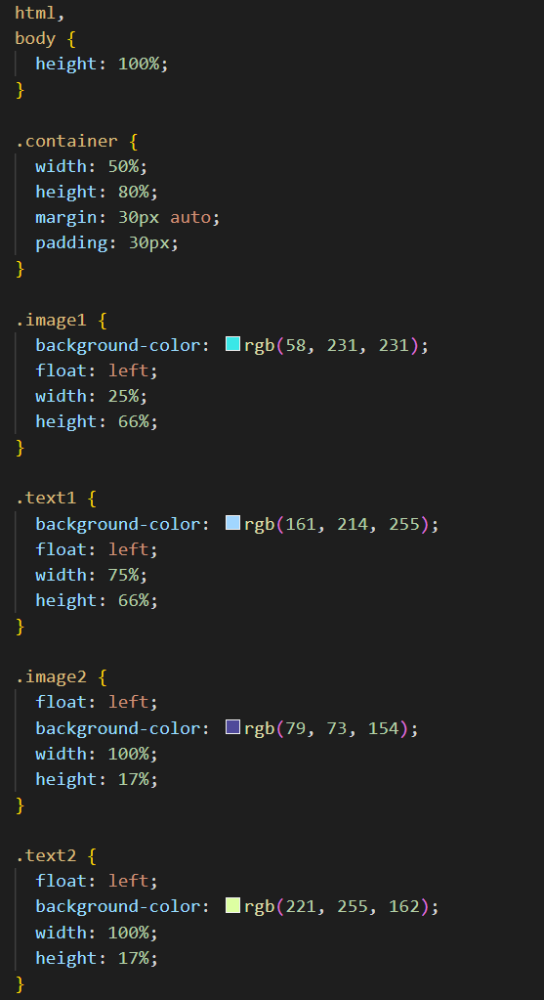 html,
body {
  height: 100%;
}

.container {
  width: 50%;
  height: 80%;
  margin: 30px auto;
  padding: 30px;
}

.image1 {
  background-color: rgb(58, 231, 231);
  float: left;
  width: 25%;
  height: 66%;
}

.text1 {
  background-color: rgb(161, 214, 255);
  float: left;
  width: 75%;
  height: 66%;
}

.image2 {
  float: left;
  background-color: rgb(79, 73, 154);
  width: 100%;
  height: 17%;
}

.text2 {
  float: left;
  background-color: rgb(221, 255, 162);
  width: 100%;
  height: 17%;
}